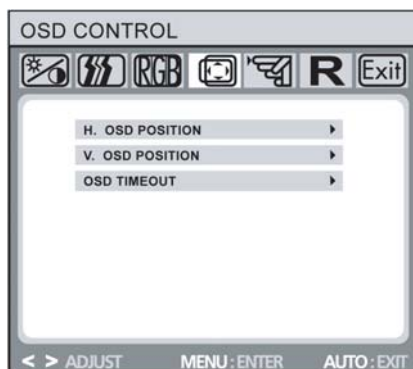 OSD CONTROL
RGB R Exit
H. OSD POSITION
V. OSD POSITION
OSD TIMEOUT
< > ADJUST MENU : ENTER AUTO : EXIT